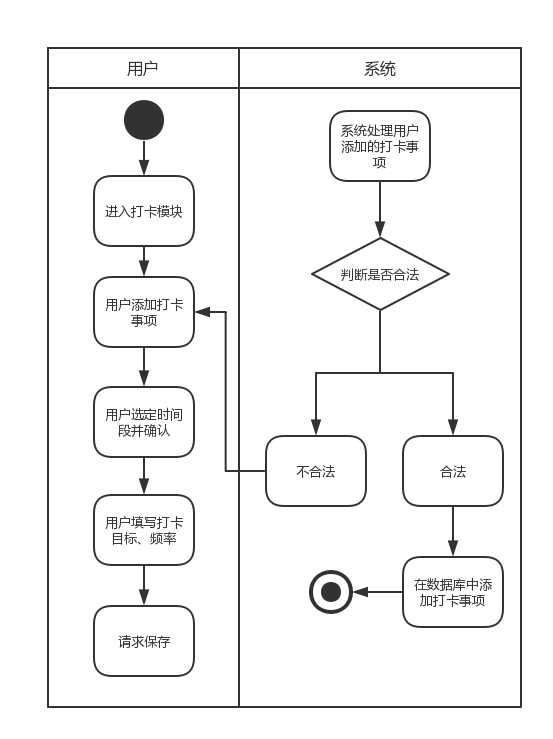 用户
系统
进入打卡模块
用户添加打卡
事项
用户选定时间
段并确认
用户填写打卡
目标、频率
请求保存
系统处理用户
添加的打卡事
项
判断是否合法
不合法
合法
在数据库中添
加打卡事项